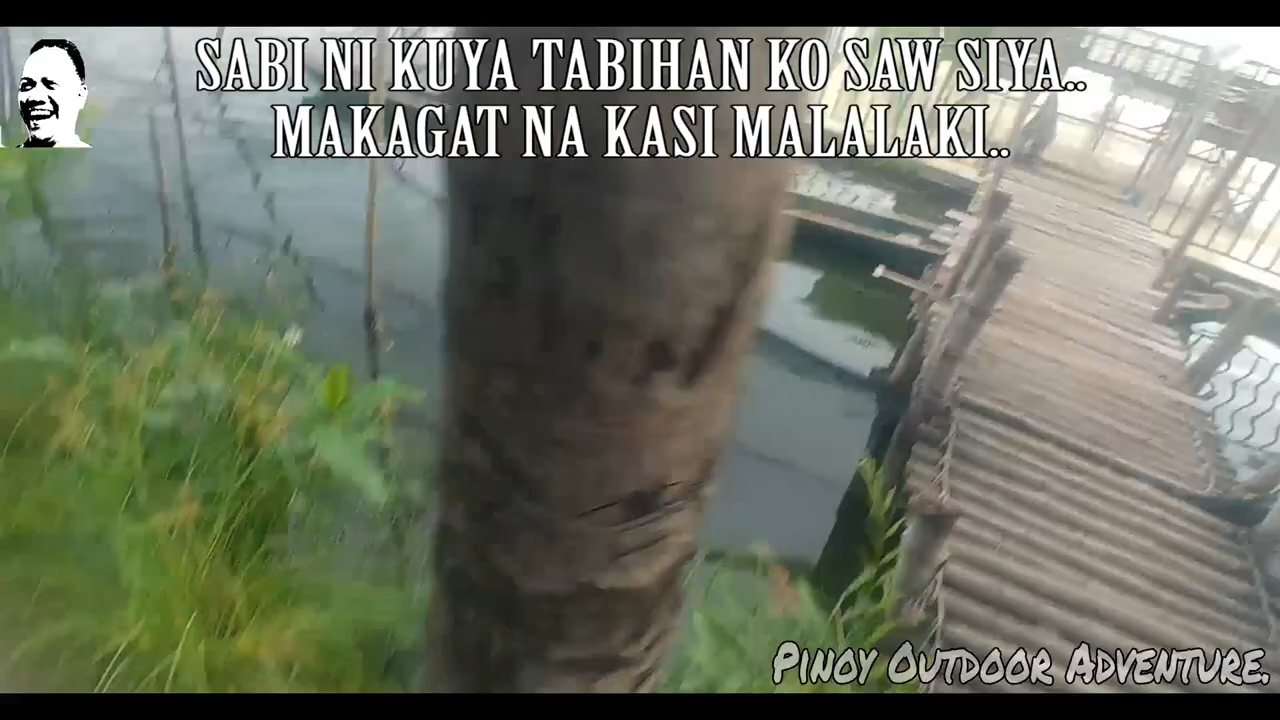 SABI NI KUYA TABIHAN KO SAW SIYA..
MAKAGAT NA KASI MALALAKI..
PINOY OUTDOOR ADVENTURE.